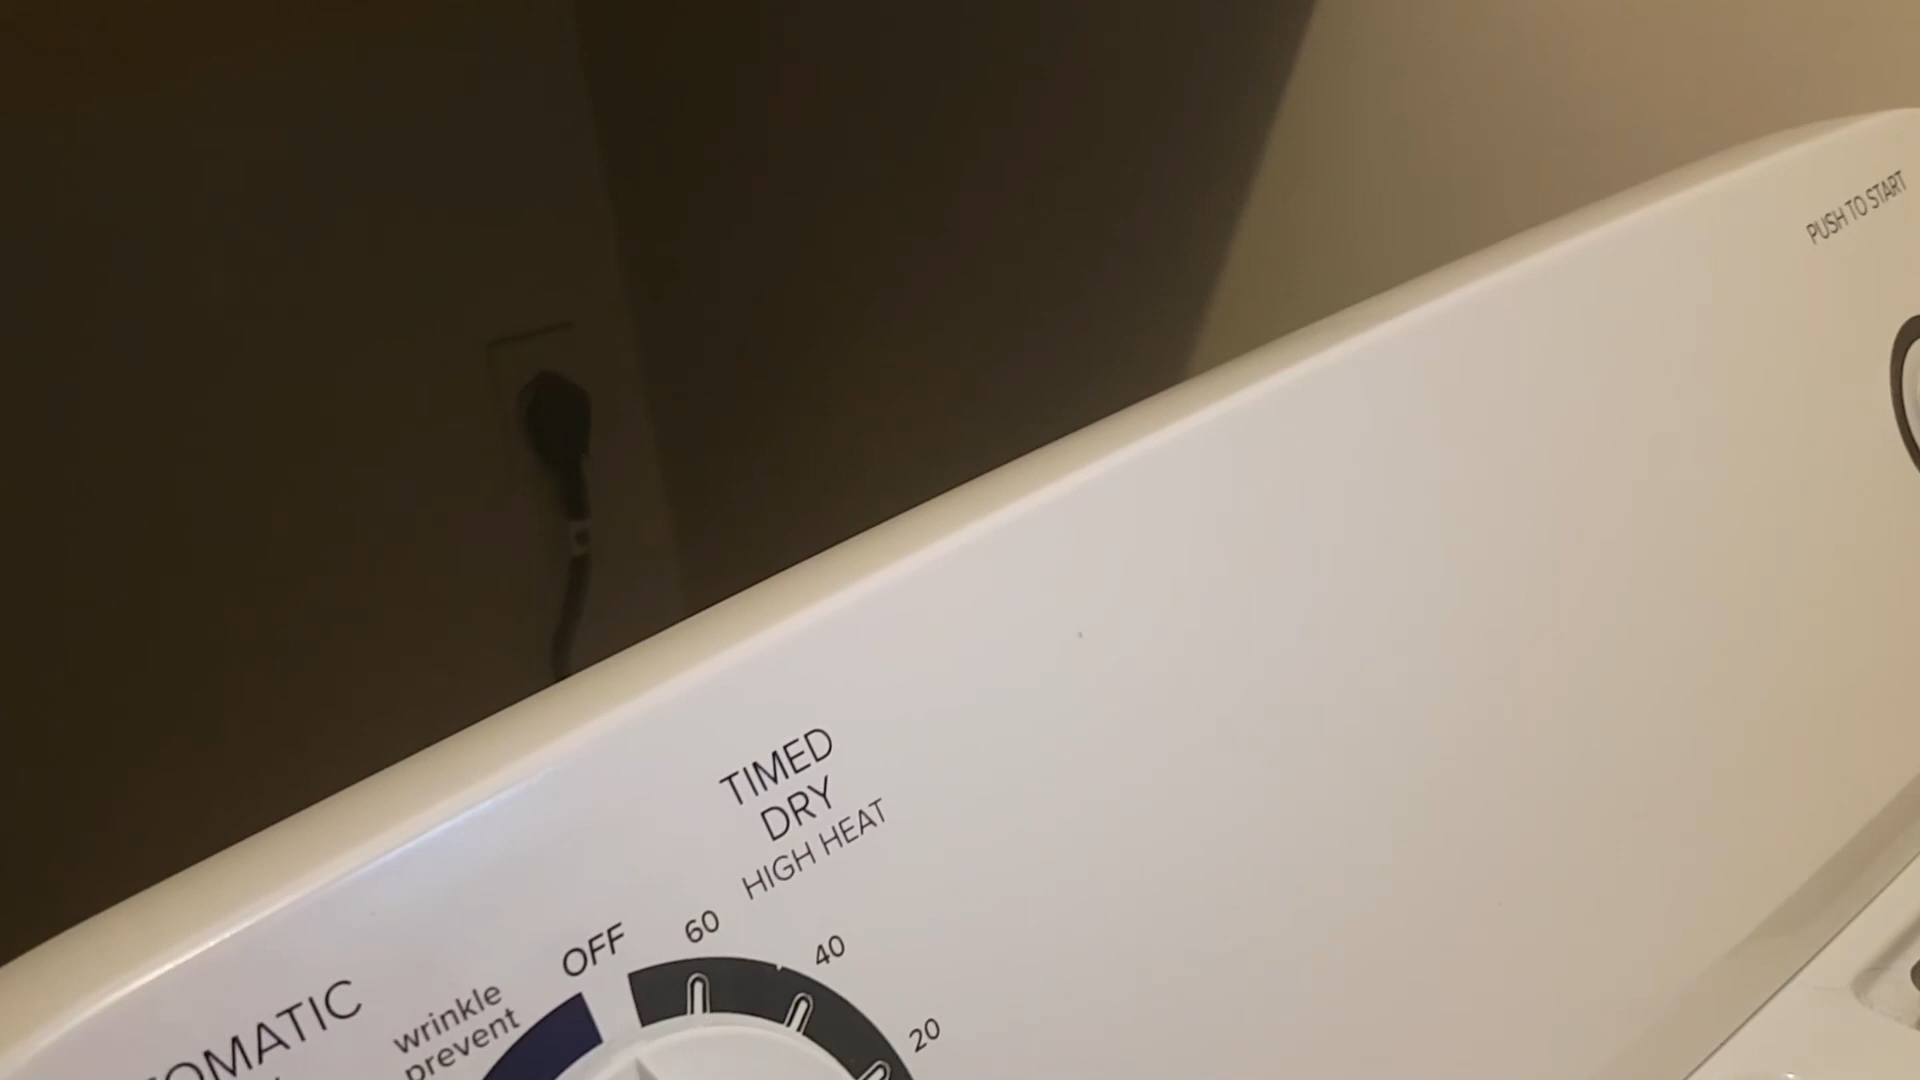 PUSH TO START
TIMED
DRY
HIGH HEAT
OFF
60
40
20
wrinkle
prevent
OMATIC